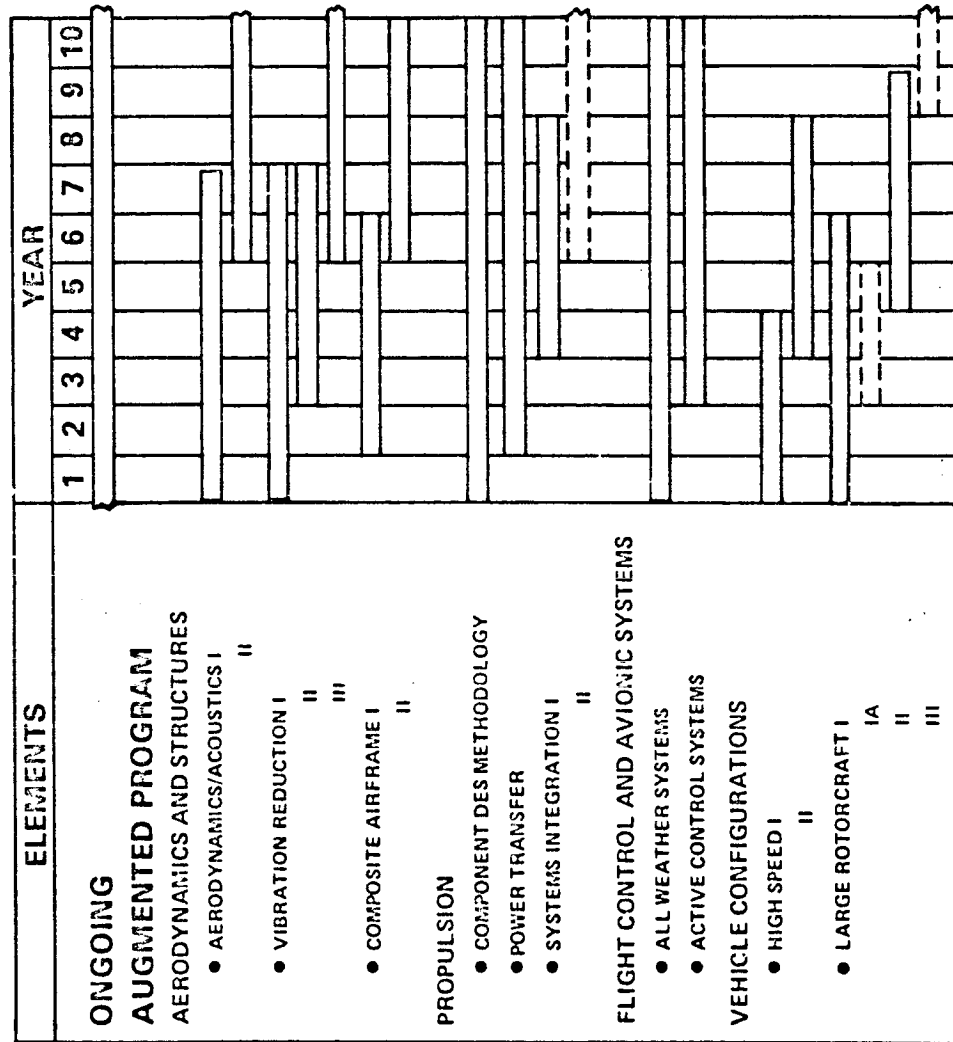 ELEMENTS
YEAR
1 2 3 4 5 6 7 8 9 10
ONGOING
AUGMENTED PROGRAM
AERODYNAMICS AND STRUCTURES
• AERODYNAMICS/ACOUSTICS I
II
• VIBRATION REDUCTION I
II
III
• COMPOSITE AIRFRAME I
II
PROPULSION
• COMPONENT DES METHODOLOGY
• POWER TRANSFER
• SYSTEMS INTEGRATION I
II
FLIGHT CONTROL AND AVIONIC SYSTEMS
• ALL WEATHER SYSTEMS
• ACTIVE CONTROL SYSTEMS
VEHICLE CONFIGURATIONS
• HIGH SPEED I
II
• LARGE ROTORCRAFT I
IA
II
III